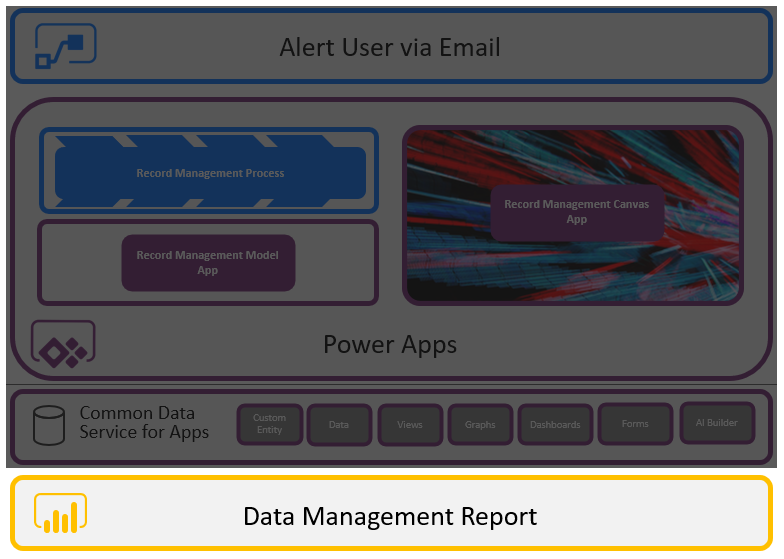 Alert User via Email
Record Management Process
Record Management Canvas
App
Record Management Model
App
Power Apps
Common Data
Service for Apps
Custom
Entity
Data
Views
Graphs
Dashboards
Forms
AI Builder
Data Management Report